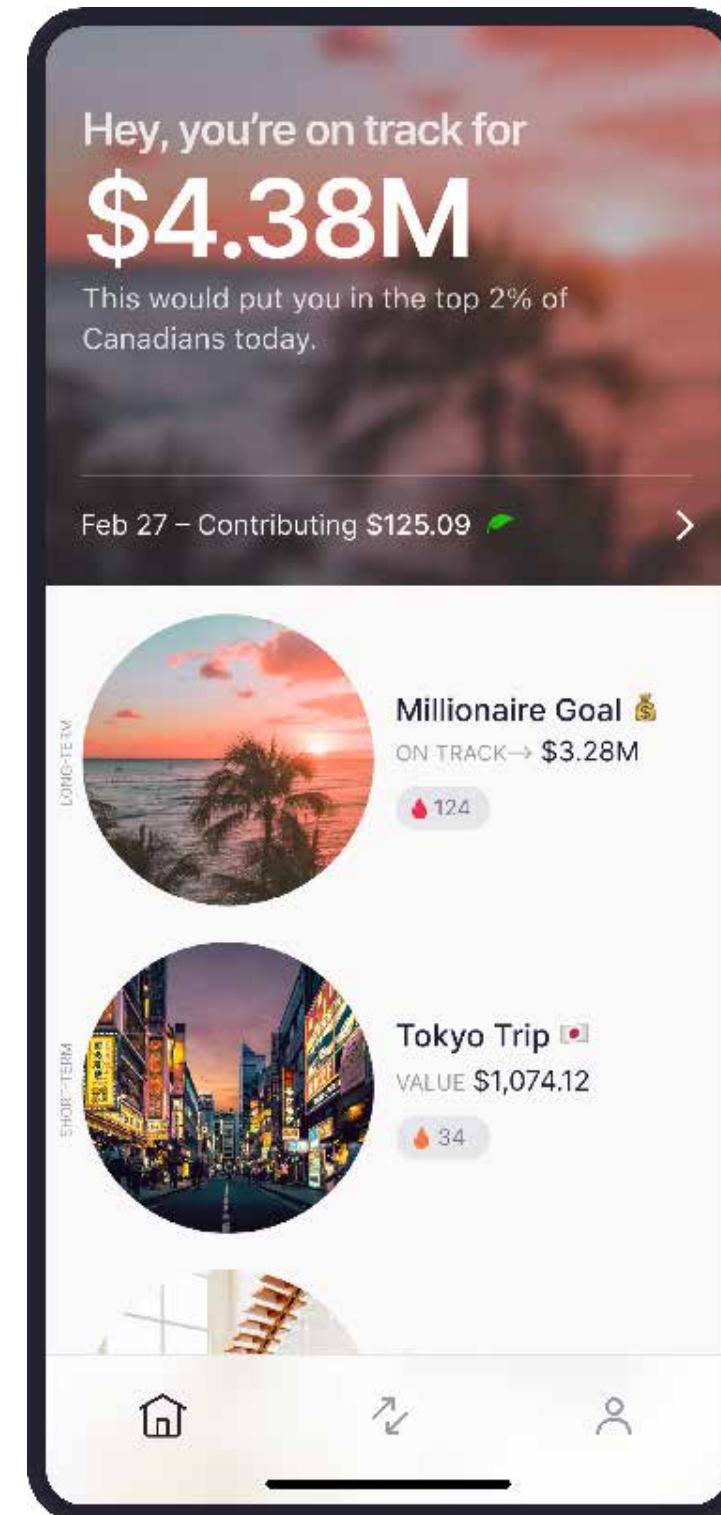 Hey, you're on track for
$4.38M
This would put you in the top 2% of
Canadians today.
Feb 27 – Contributing $125.09
LONG-TERM
Millionaire Goal 💰
ON TRACK→ $3.28M
124
SHORT-TERM
Tokyo Trip 🇯🇵
VALUE $1,074.12
34